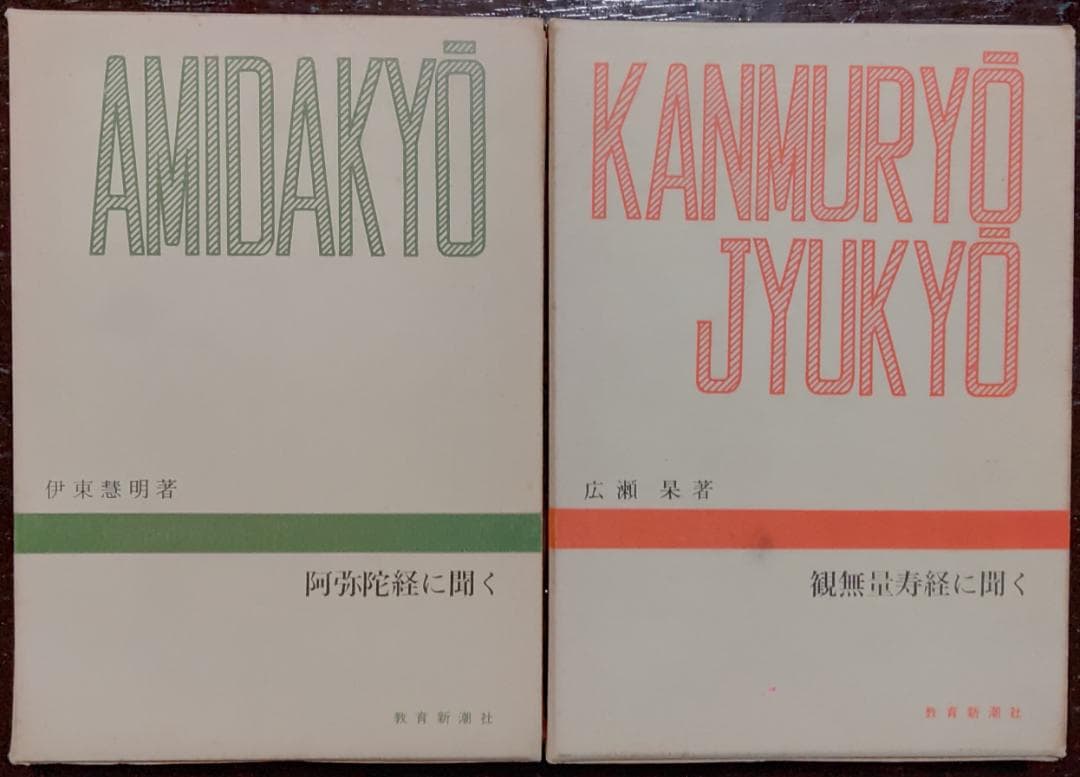 AMIDAKYŌ
伊東慧明著
阿弥陀経に聞く
教育新潮社
KANMURYŌ
JYUKYŌ
広瀬 杲著
観無量寿経に聞く
教育新潮社